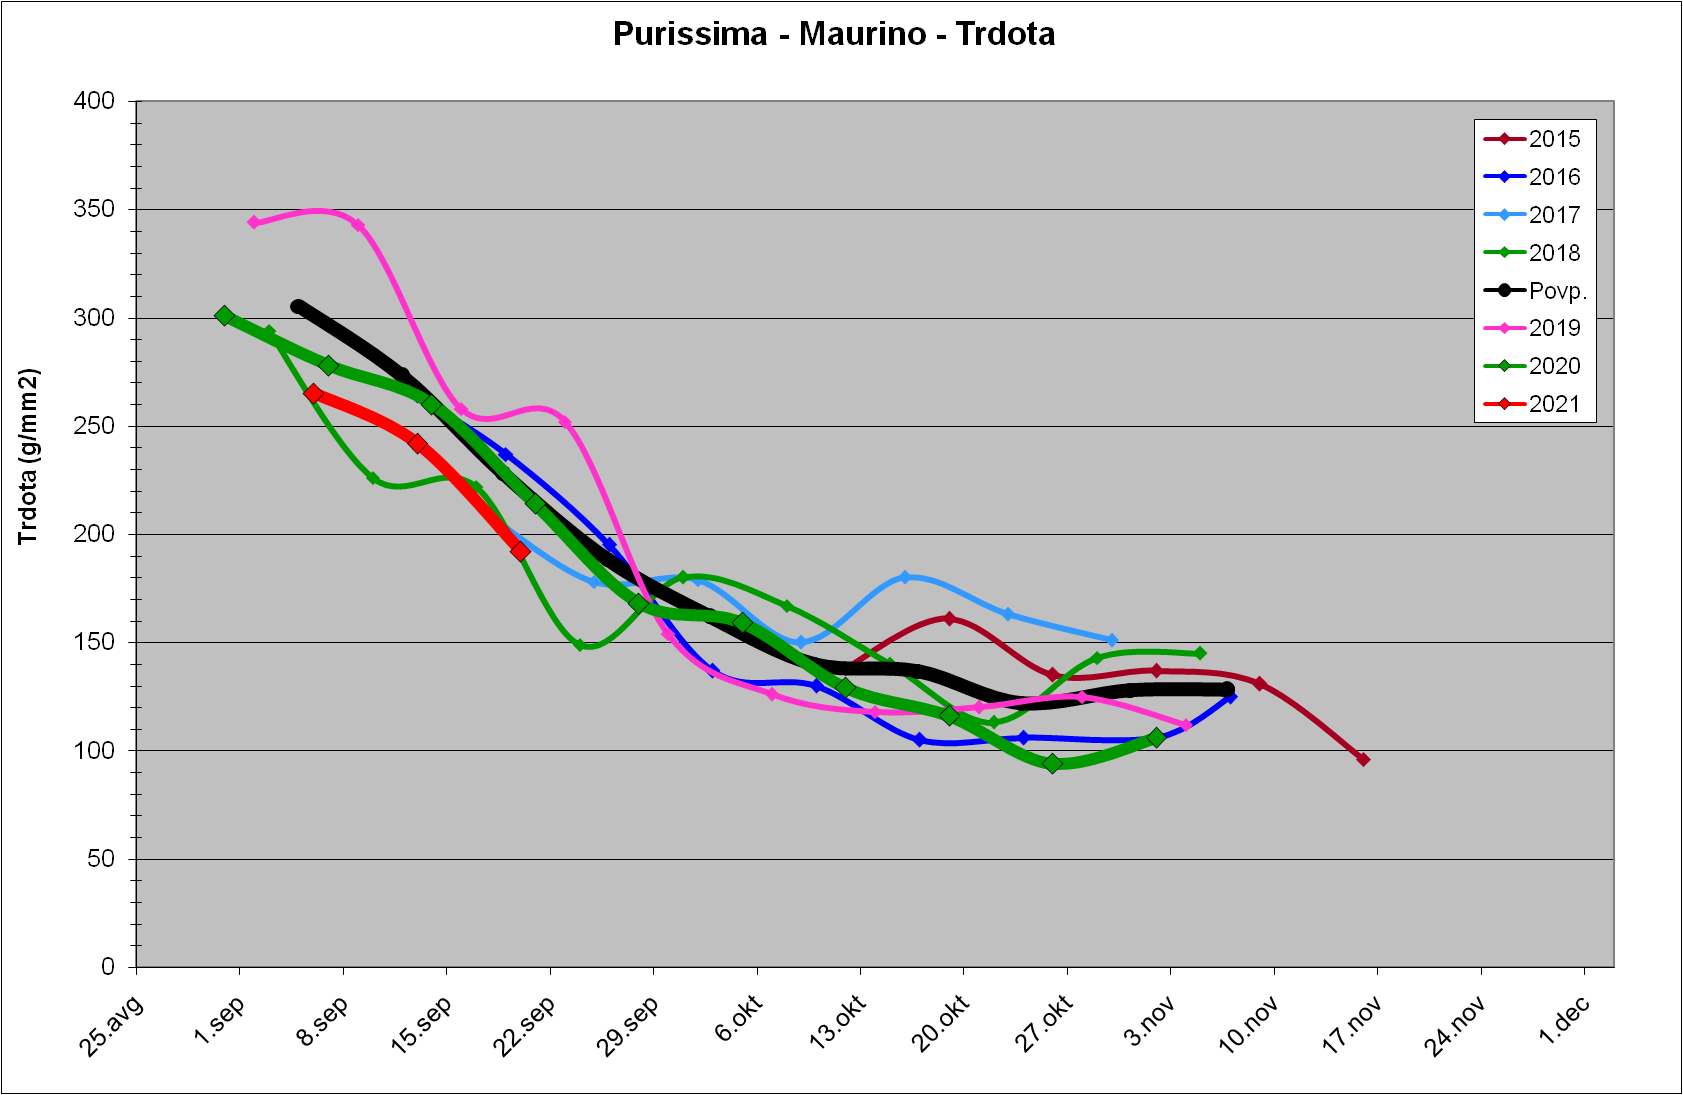 Purissima - Maurino - Trdota
Trdota (g/mm2)
400
350
300
250
200
150
100
50
0
25.avg
1.sep
8.sep
15.sep
22.sep
29.sep
6.okt
13.okt
20.okt
27.okt
3.nov
10.nov
17.nov
24.nov
1.dec
2015
2016
2017
2018
Povp.
2019
2020
2021